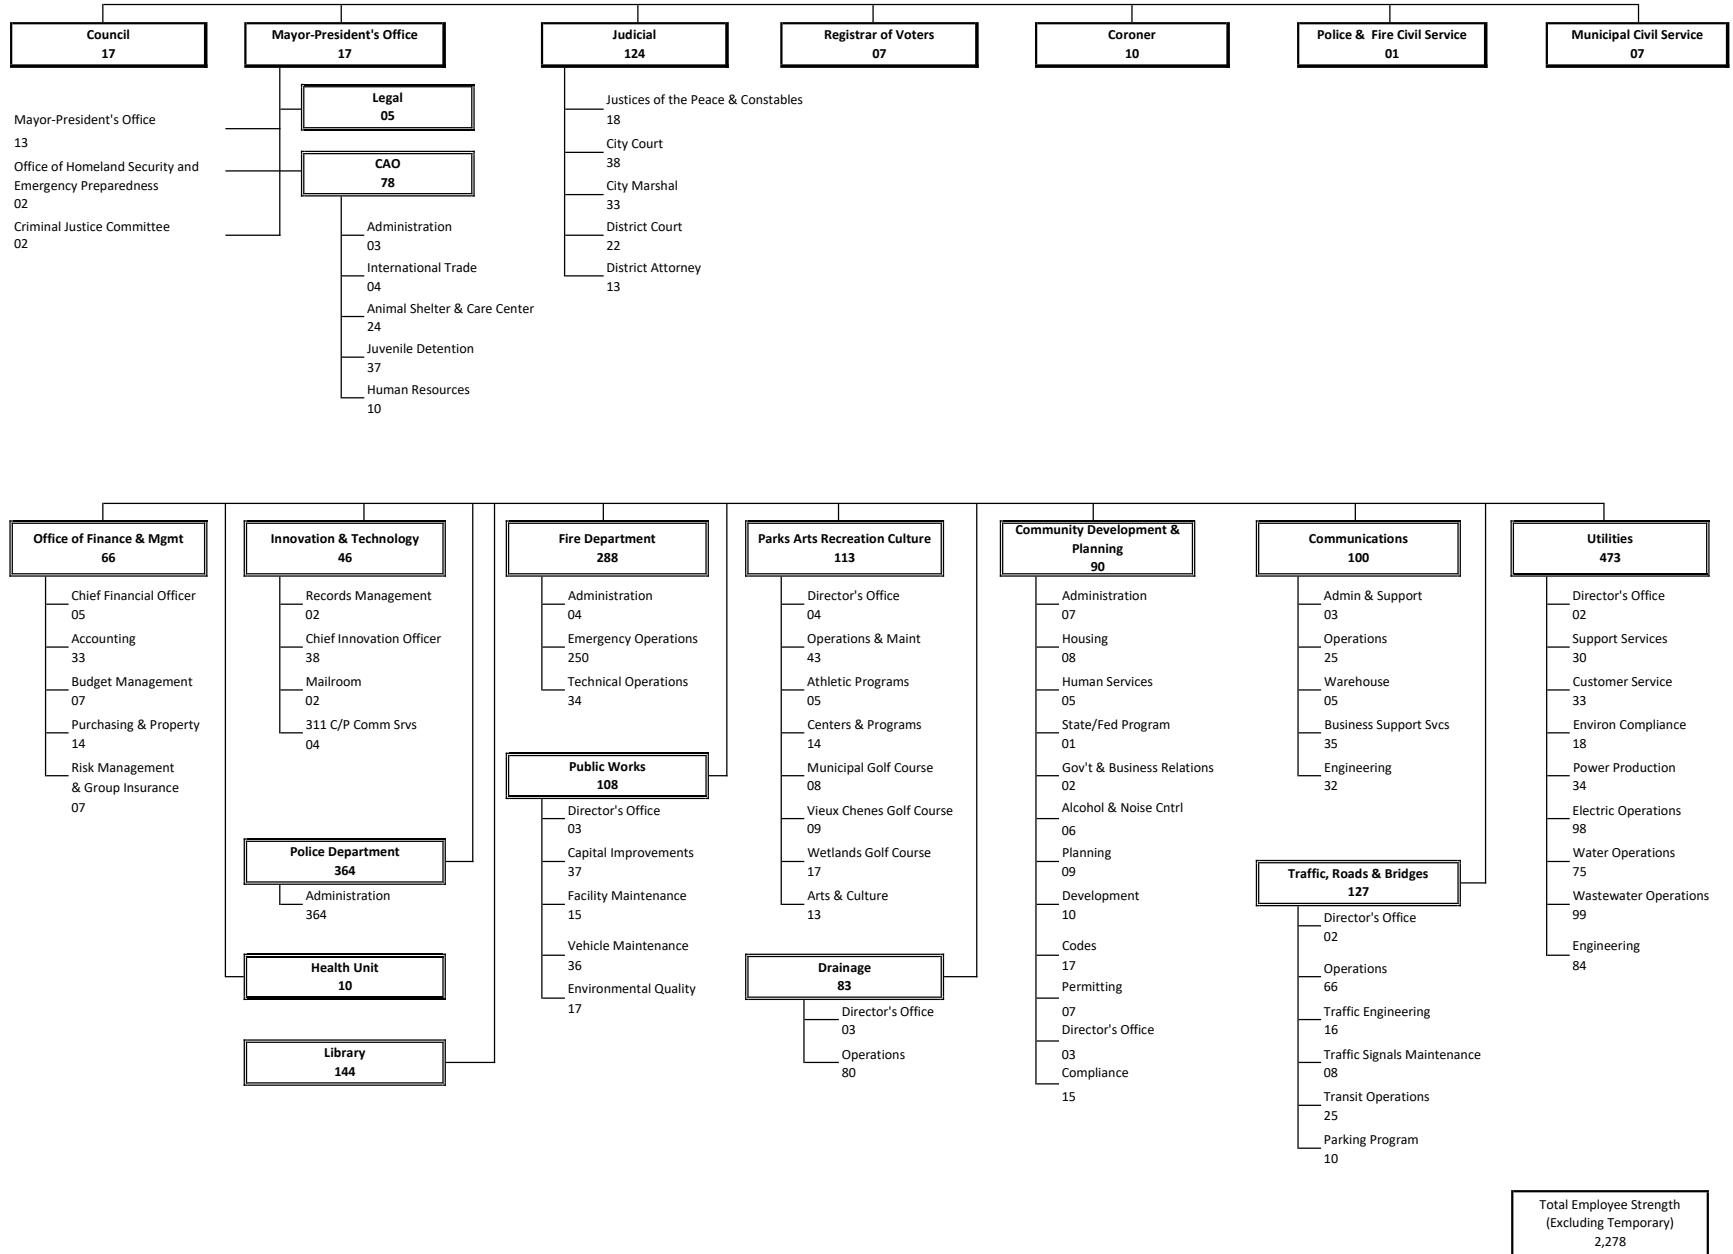 Council
17
Mayor-President's Office
17
Judicial
124
Registrar of Voters
07
Coroner
10
Police & Fire Civil Service
01
Municipal Civil Service
07
Legal
05
CAO
78
Mayor-President's Office
13
Office of Homeland Security and
Emergency Preparedness
02
Criminal Justice Committee
02
Administration
03
International Trade
04
Animal Shelter & Care Center
24
Juvenile Detention
37
Human Resources
10
Justices of the Peace & Constables
18
City Court
38
City Marshal
33
District Court
22
District Attorney
13
Office of Finance & Mgmt
66
Chief Financial Officer
05
Accounting
33
Budget Management
07
Purchasing & Property
14
Risk Management
& Group Insurance
07
Innovation & Technology
46
Records Management
02
Chief Innovation Officer
38
Mailroom
02
311 C/P Comm Srvs
04
Police Department
364
Administration
364
Health Unit
10
Library
144
Fire Department
288
Administration
04
Emergency Operations
250
Technical Operations
34
Public Works
108
Director's Office
03
Capital Improvements
37
Facility Maintenance
15
Vehicle Maintenance
36
Environmental Quality
17
Parks Arts Recreation Culture
113
Director's Office
04
Operations & Maint
43
Athletic Programs
05
Centers & Programs
14
Municipal Golf Course
08
Vieux Chenes Golf Course
09
Wetlands Golf Course
17
Arts & Culture
13
Drainage
83
Director's Office
03
Operations
80
Community Development &
Planning
90
Administration
07
Housing
08
Human Services
05
State/Fed Program
01
Gov't & Business Relations
02
Alcohol & Noise Cntrl
06
Planning
09
Development
10
Codes
17
Permitting
07
Director's Office
03
Compliance
15
Communications
100
Admin & Support
03
Operations
25
Warehouse
05
Business Support Svcs
35
Engineering
32
Traffic, Roads & Bridges
127
Director's Office
02
Operations
66
Traffic Engineering
16
Traffic Signals Maintenance
08
Transit Operations
25
Parking Program
10
Utilities
473
Director's Office
02
Support Services
30
Customer Service
33
Environ Compliance
18
Power Production
34
Electric Operations
98
Water Operations
75
Wastewater Operations
99
Engineering
84
Total Employee Strength
(Excluding Temporary)
2,278